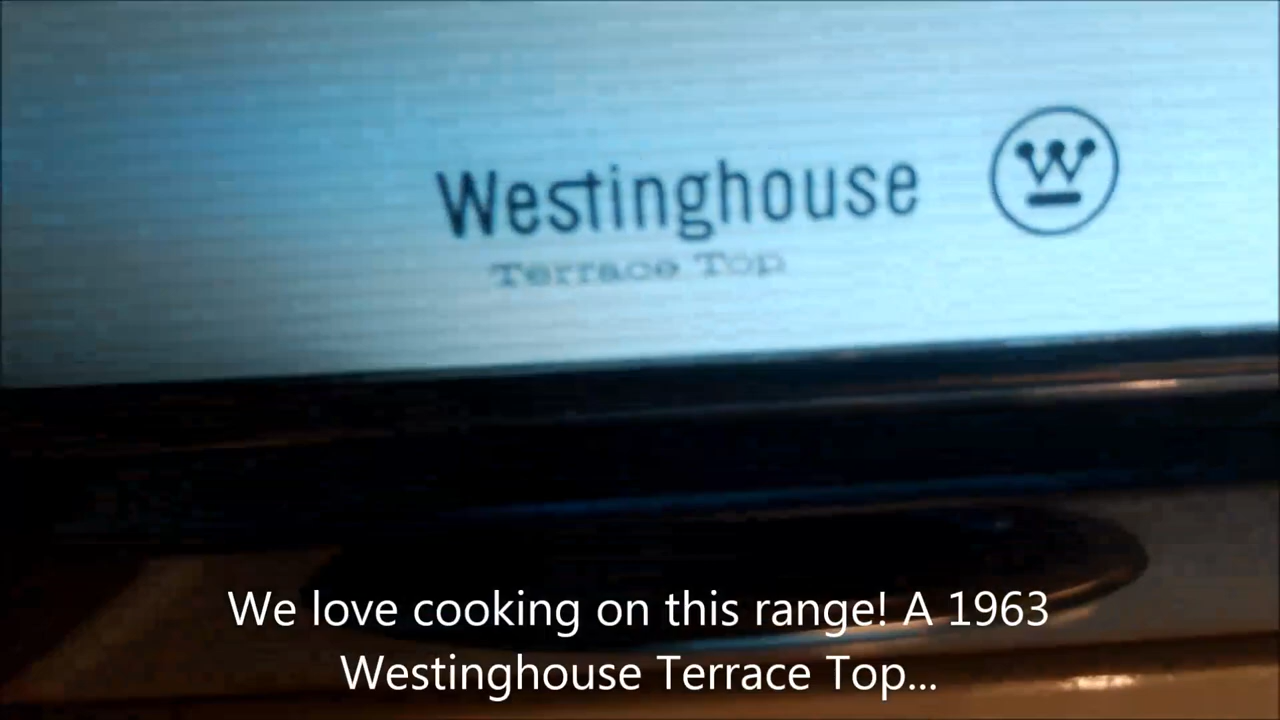 Westinghouse
W
Terrace Top
We love cooking on this range! A 1963
Westinghouse Terrace Top...